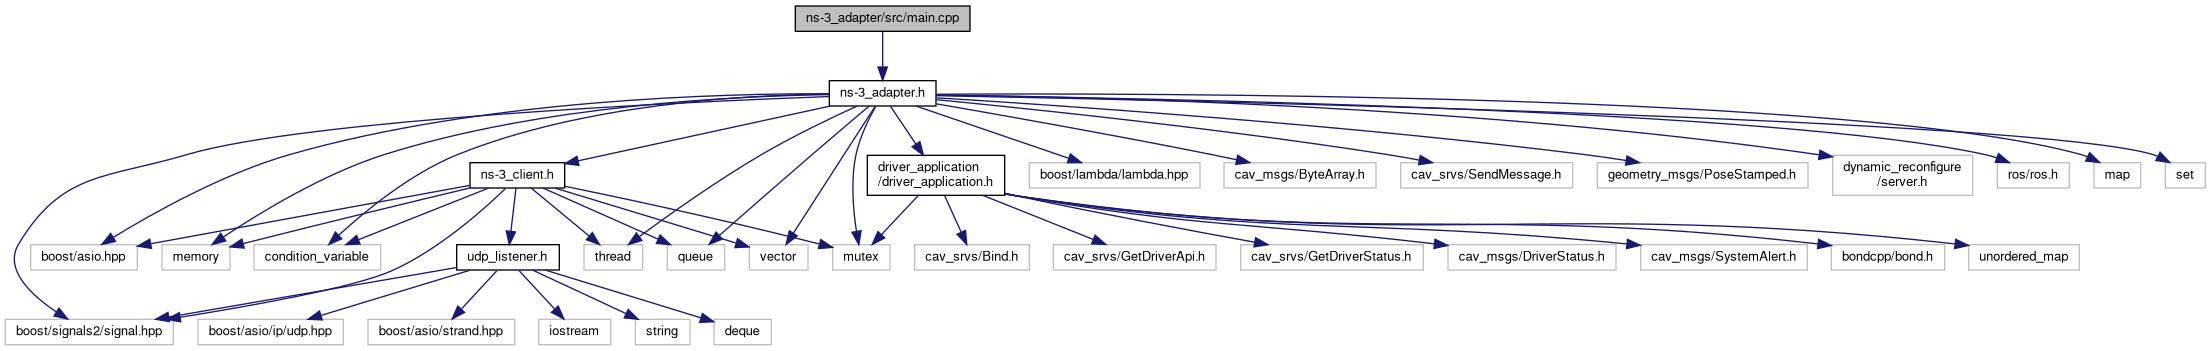 ns-3_adapter/src/main.cpp
ns-3_adapter.h
ns-3_client.h
driver_application
/driver_application.h
boost/lambda/lambda.hpp
cav_msgs/ByteArray.h
cav_srvs/SendMessage.h
geometry_msgs/PoseStamped.h
dynamic_reconfigure
/server.h
ros/ros.h
map
set
boost/asio.hpp
memory
condition_variable
udp_listener.h
thread
queue
vector
mutex
cav_srvs/Bind.h
cav_srvs/GetDriverApi.h
cav_srvs/GetDriverStatus.h
cav_msgs/DriverStatus.h
cav_msgs/SystemAlert.h
bondcpp/bond.h
unordered_map
boost/signals2/signal.hpp
boost/asio/ip/udp.hpp
boost/asio/strand.hpp
iostream
string
deque